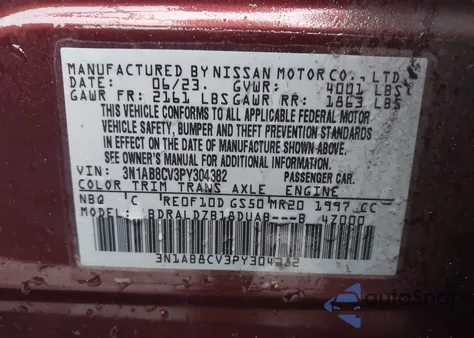 MANUFACTURED BY NISSAN MOTOR CO., LTD.
DATE: 06/23. GVWR: 4001 LBS
GAWR FR: 2161 LBS GAWR RR: 1863 LBS
THIS VEHICLE CONFORMS TO ALL APPLICABLE FEDERAL MOTOR
VEHICLE SAFETY, BUMPER AND THEFT PREVENTION STANDARDS
IN EFFECT ON THE DATE OF MANUFACTURE SHOWN ABOVE.
SEE OWNER'S MANUAL FOR ADDITIONAL INFORMATION.
VIN: 3N1AB8CV3PY304382 PASSENGER CAR.
COLOR TRIM TRANS AXLE ENGINE
NBQ C RE0F10D GS50 MR20 1997 CC
MODEL: BDRALDZB18DUAB---B 47000
3N1AB8CV3PY304382
autoSnap